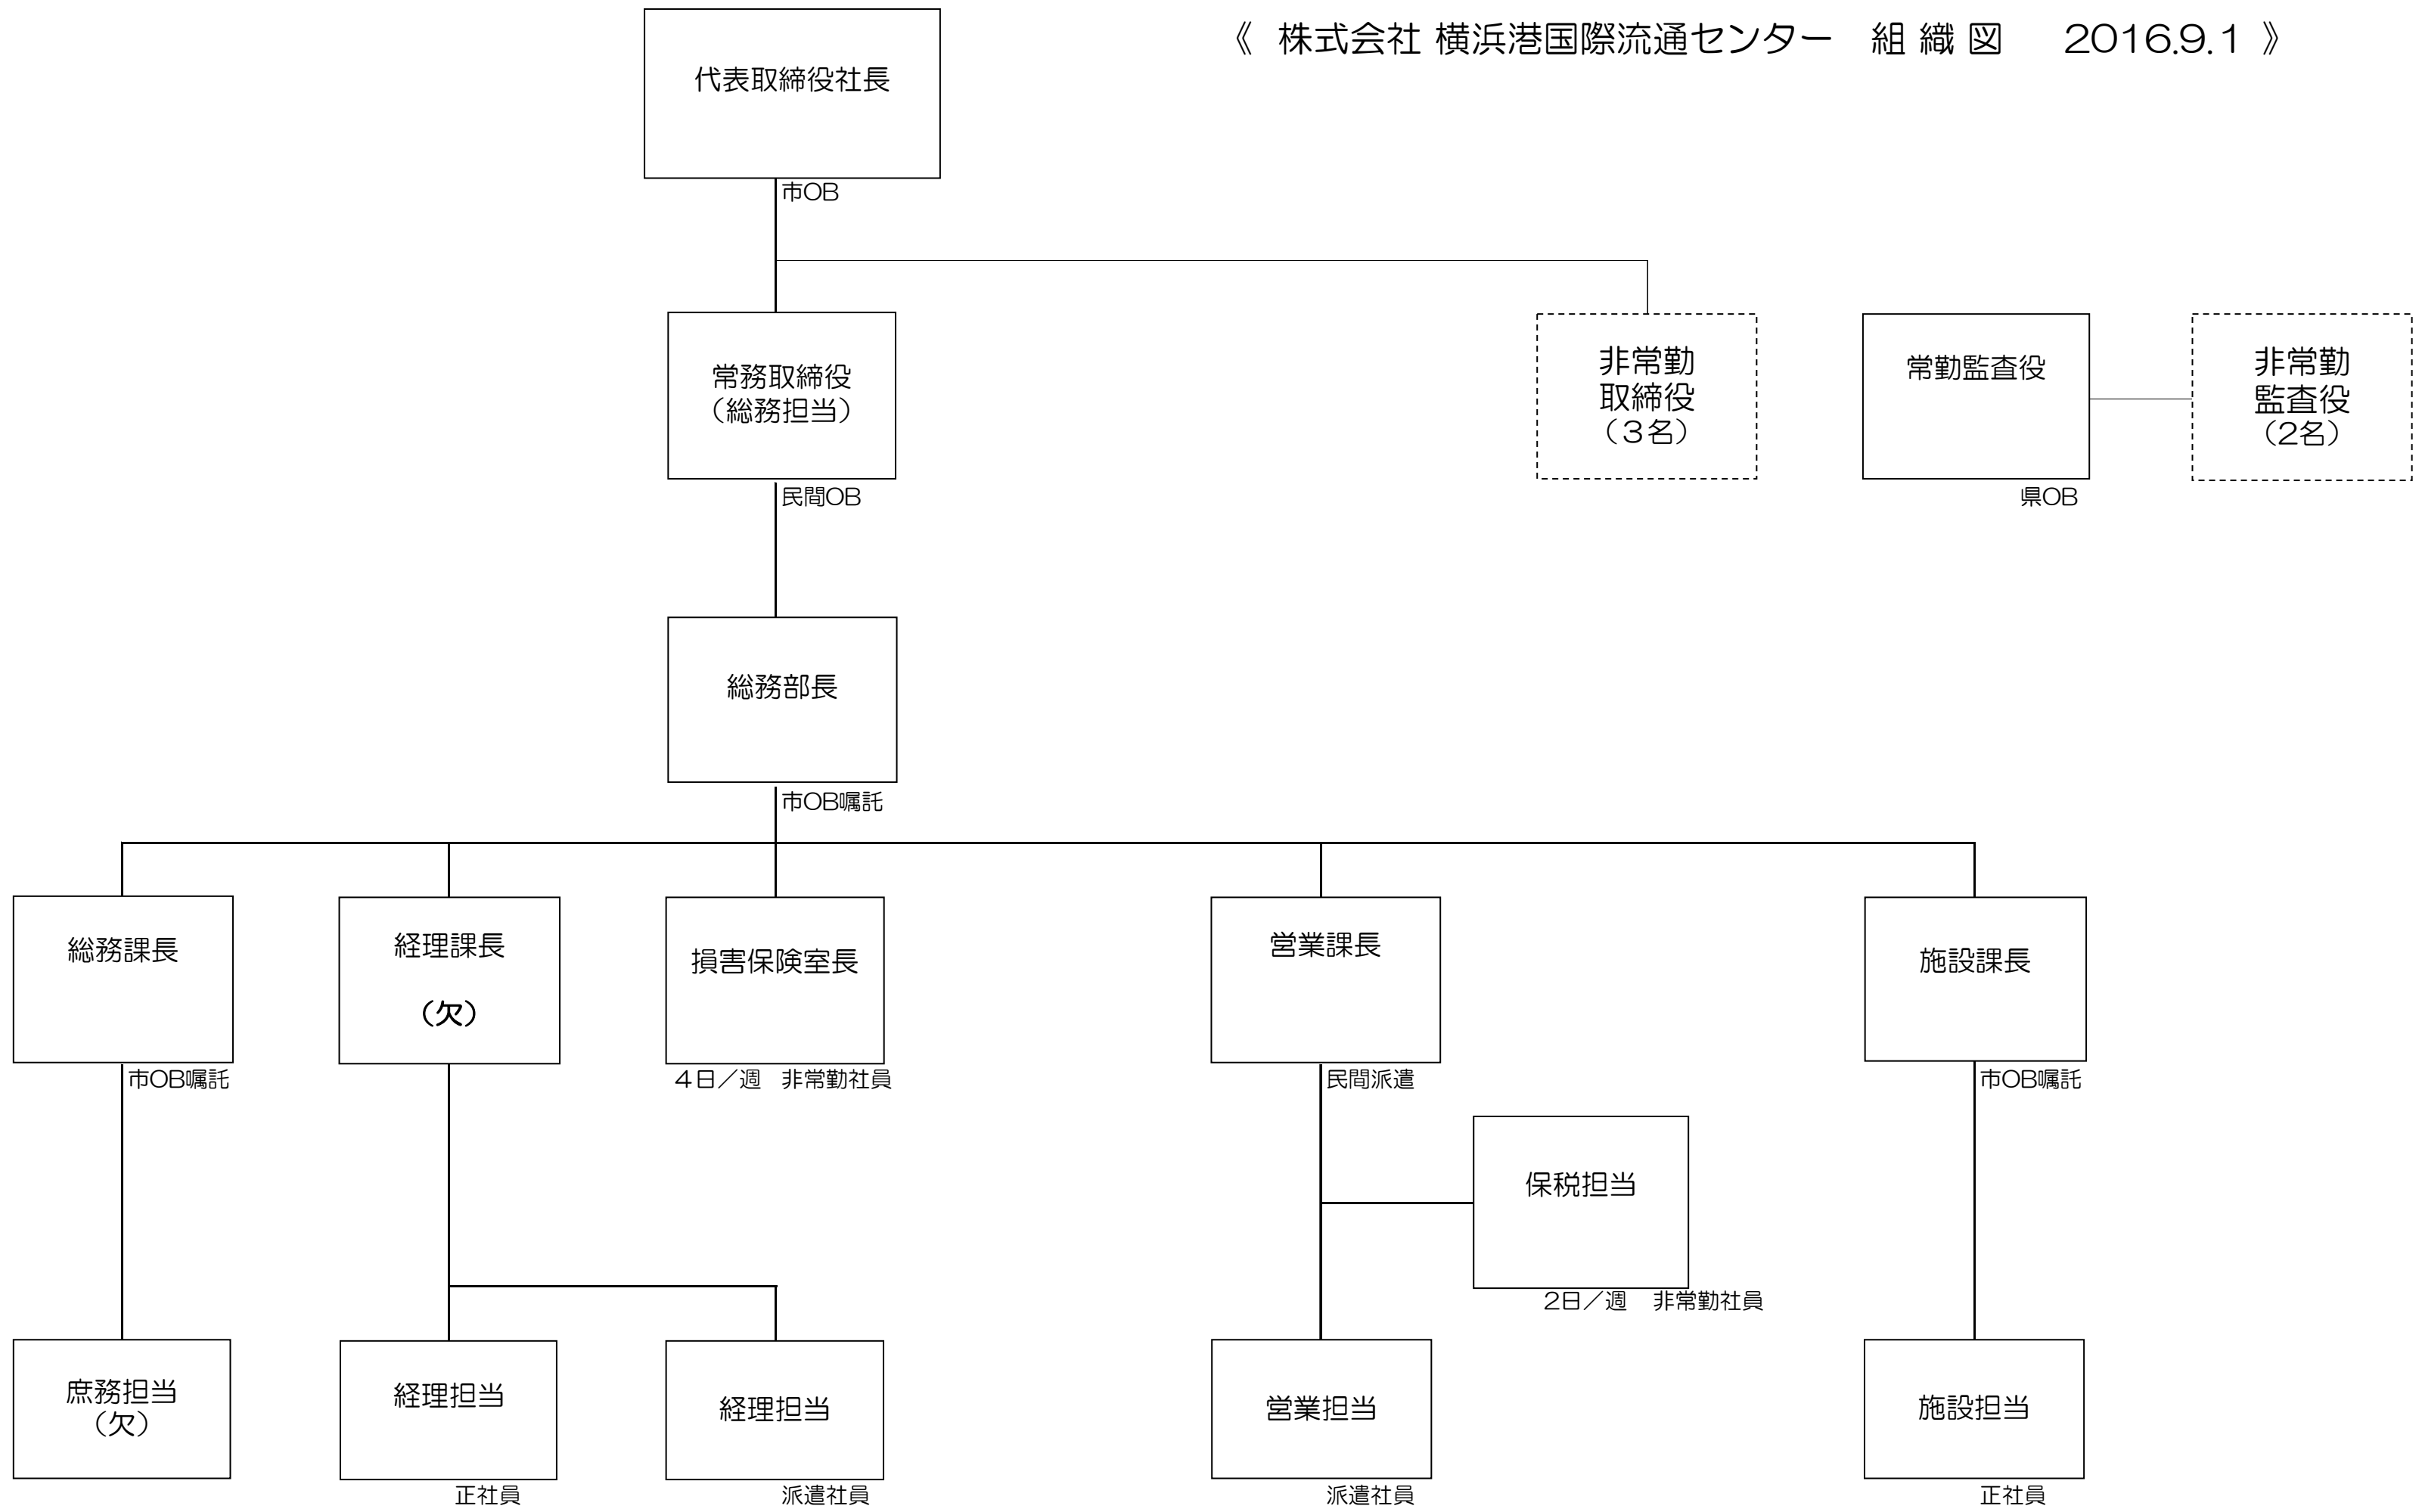 《 株式会社 横浜港国際流通センター 組 織 図 2016.9.1 》
代表取締役社長
市OB
常務取締役
（総務担当）
民間OB
非常勤
取締役
（３名）
常勤監査役
県OB
非常勤
監査役
（2名）
総務部長
市OB嘱託
総務課長
市OB嘱託
経理課長
（欠）
損害保険室長
４日／週 非常勤社員
営業課長
民間派遣
施設課長
市OB嘱託
保税担当
2日／週 非常勤社員
庶務担当
（欠）
経理担当
正社員
経理担当
派遣社員
営業担当
派遣社員
施設担当
正社員